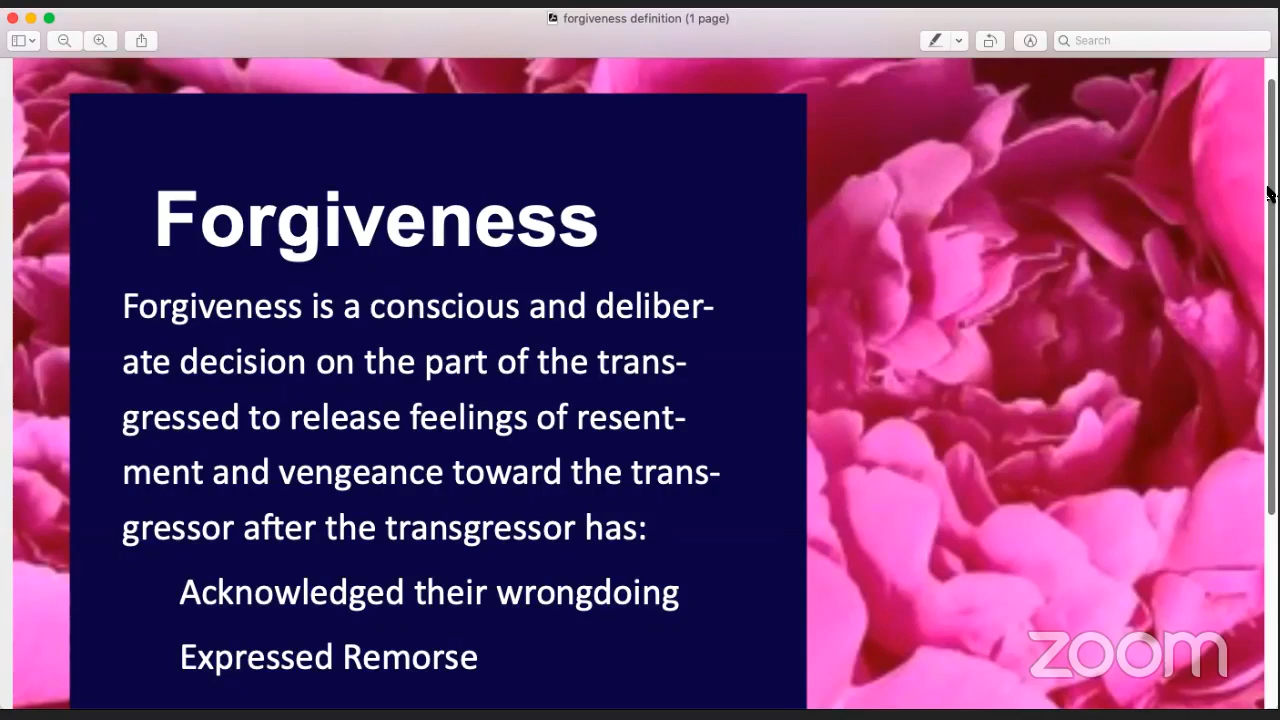 forgiveness definition (1 page)
Search
Forgiveness
Forgiveness is a conscious and deliber-
ate decision on the part of the trans-
gressed to release feelings of resent-
ment and vengeance toward the trans-
gressor after the transgressor has:
Acknowledged their wrongdoing
Expressed Remorse
zoom